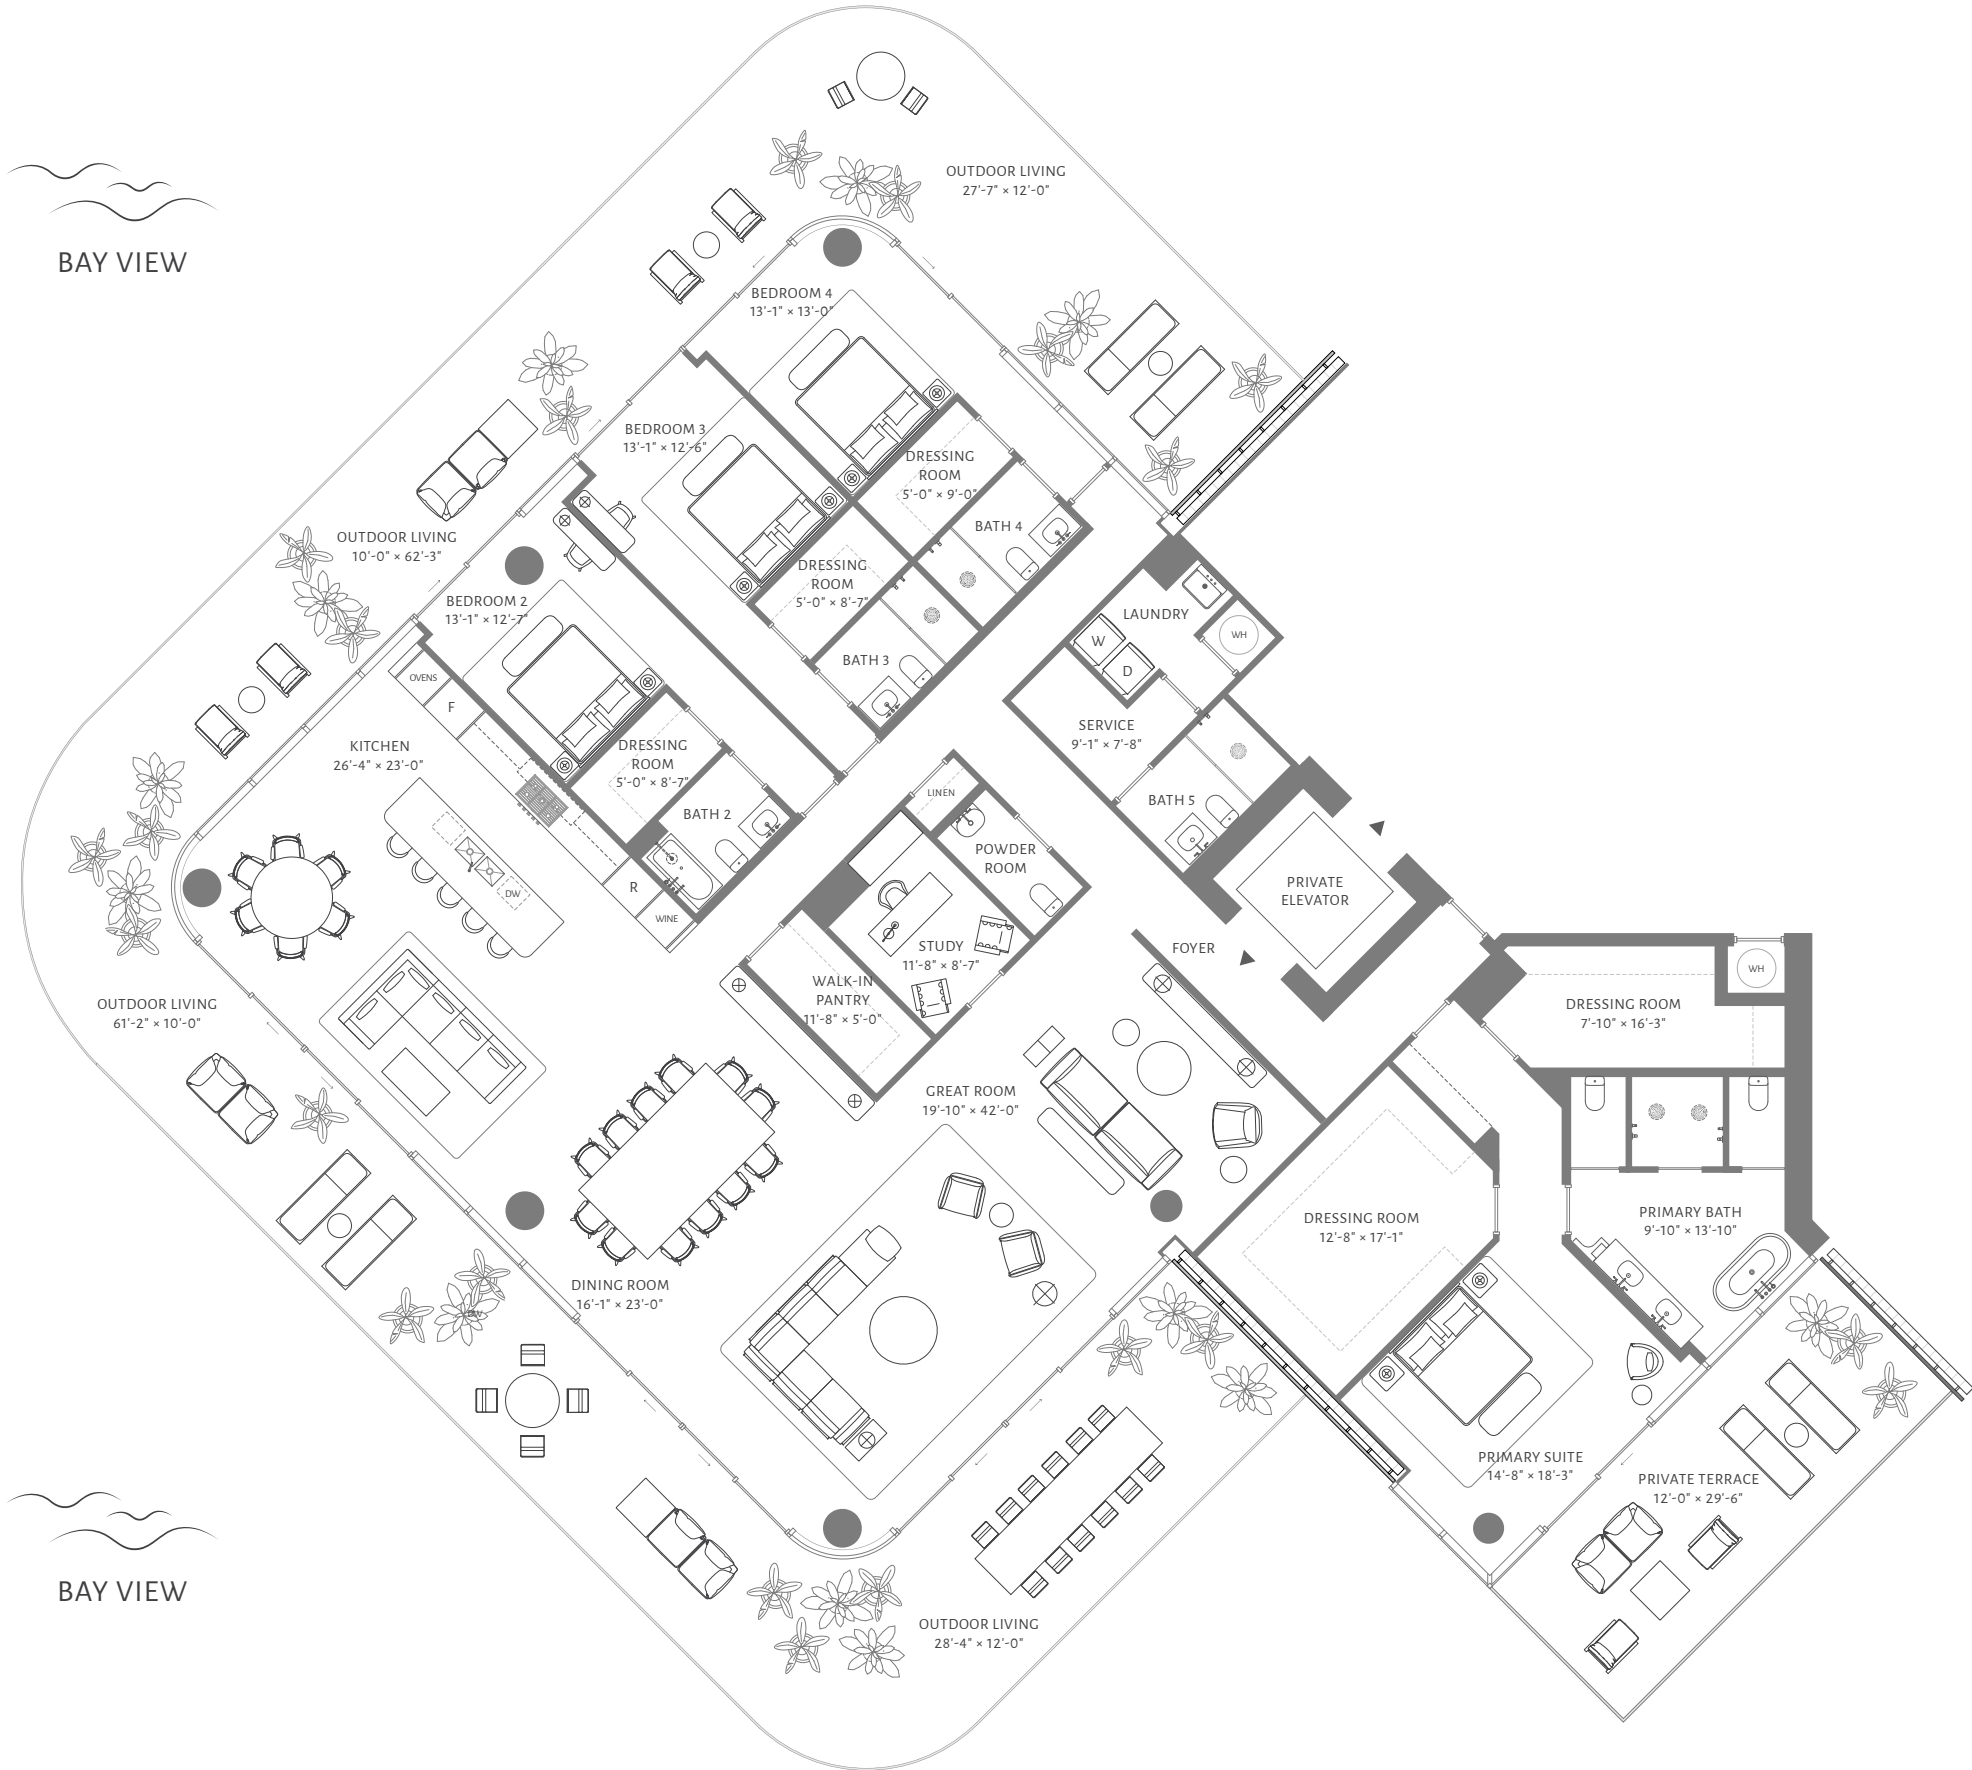 OUTDOOR LIVING
27'-7" × 12'-0"
BAY VIEW
BEDROOM 4
13'-1" × 13'-0"
BEDROOM 3
13'-1" × 12'-6"
DRESSING
ROOM
5'-0" × 9'-0"
BATH 4
OUTDOOR LIVING
10'-0" × 62'-3"
DRESSING
ROOM
5'-0" × 8'-7"
BEDROOM 2
13'-1" × 12'-7"
LAUNDRY
WH
W
D
BATH 3
OVENS
F
SERVICE
9'-1" × 7'-8"
KITCHEN
26'-4" × 23'-0"
DRESSING
ROOM
5'-0" × 8'-7"
LINEN
BATH 5
BATH 2
POWDER
ROOM
R
DW
WINE
PRIVATE
ELEVATOR
STUDY
11'-8" × 8'-7"
FOYER
WH
WALK-IN
PANTRY
11'-8" × 5'-0"
OUTDOOR LIVING
61'-2" × 10'-0"
DRESSING ROOM
7'-10" × 16'-3"
GREAT ROOM
19'-10" × 42'-0"
DRESSING ROOM
12'-8" × 17'-1"
PRIMARY BATH
9'-10" × 13'-10"
DINING ROOM
16'-1" × 23'-0"
PRIMARY SUITE
14'-8" × 18'-3"
PRIVATE TERRACE
12'-0" × 29'-6"
BAY VIEW
OUTDOOR LIVING
28'-4" × 12'-0"